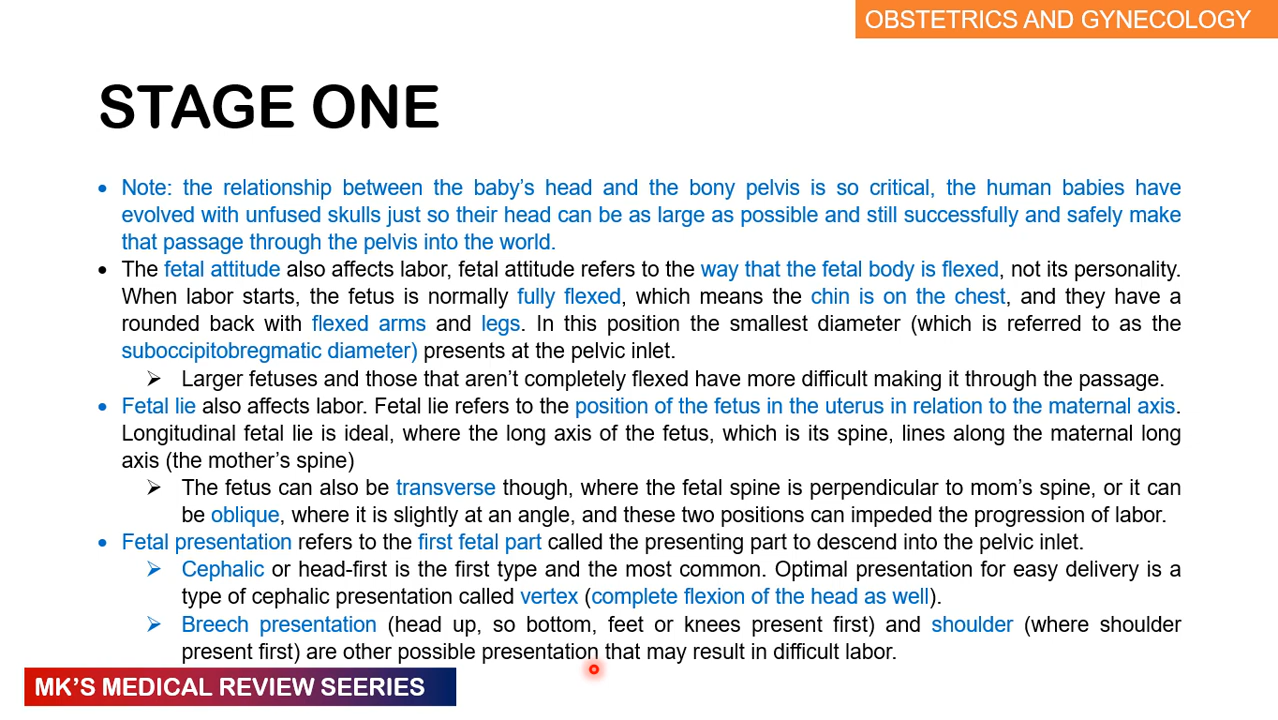 OBSTETRICS AND GYNECOLOGY
STAGE ONE
• Note: the relationship between the baby’s head and the bony pelvis is so critical, the human babies have
evolved with unfused skulls just so their head can be as large as possible and still successfully and safely make
that passage through the pelvis into the world.
• The fetal attitude also affects labor, fetal attitude refers to the way that the fetal body is flexed, not its personality.
When labor starts, the fetus is normally fully flexed, which means the chin is on the chest, and they have a
rounded back with flexed arms and legs. In this position the smallest diameter (which is referred to as the
suboccipitobregmatic diameter) presents at the pelvic inlet.
➢ Larger fetuses and those that aren’t completely flexed have more difficult making it through the passage.
• Fetal lie also affects labor. Fetal lie refers to the position of the fetus in the uterus in relation to the maternal axis.
Longitudinal fetal lie is ideal, where the long axis of the fetus, which is its spine, lines along the maternal long
axis (the mother’s spine)
➢ The fetus can also be transverse though, where the fetal spine is perpendicular to mom’s spine, or it can
be oblique, where it is slightly at an angle, and these two positions can impeded the progression of labor.
• Fetal presentation refers to the first fetal part called the presenting part to descend into the pelvic inlet.
➢ Cephalic or head-first is the first type and the most common. Optimal presentation for easy delivery is a
type of cephalic presentation called vertex (complete flexion of the head as well).
➢ Breech presentation (head up, so bottom, feet or knees present first) and shoulder (where shoulder
present first) are other possible presentation that may result in difficult labor.
MK’S MEDICAL REVIEW SEERIES